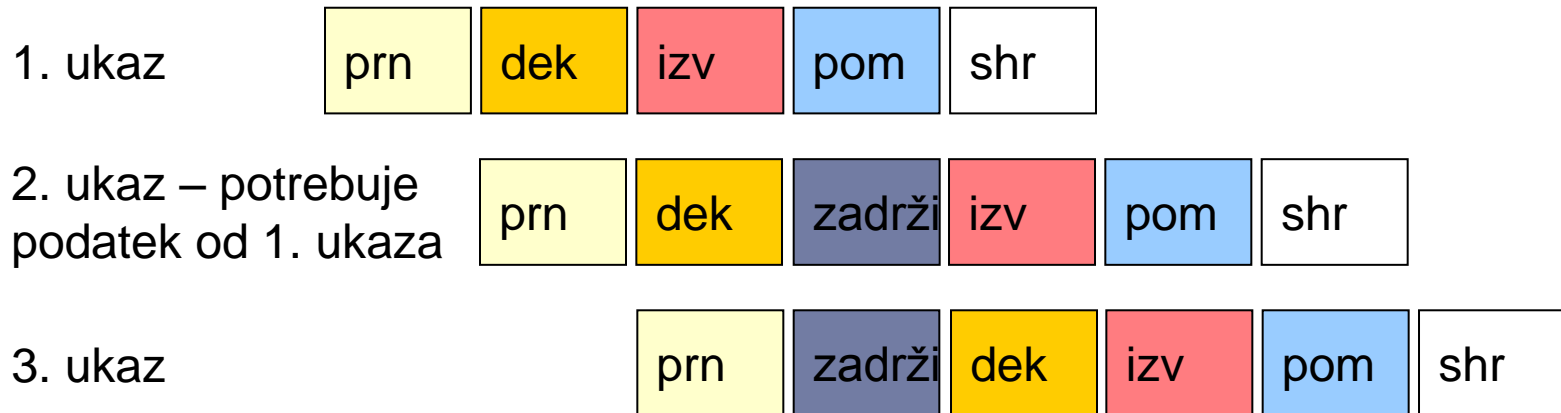 1. ukaz prn dek izv pom shr
2. ukaz – potrebuje
podatek od 1. ukaza prn dek zadrži izv pom shr
3. ukaz prn zadrži dek izv pom shr